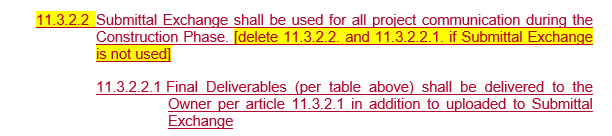 11.3.2.2 Submittal Exchange shall be used for all project communication during the
Construction Phase. [delete 11.3.2.2. and 11.3.2.2.1. if Submittal Exchange
is not used]
11.3.2.2.1 Final Deliverables (per table above) shall be delivered to the
Owner per article 11.3.2.1 in addition to uploaded to Submittal
Exchange